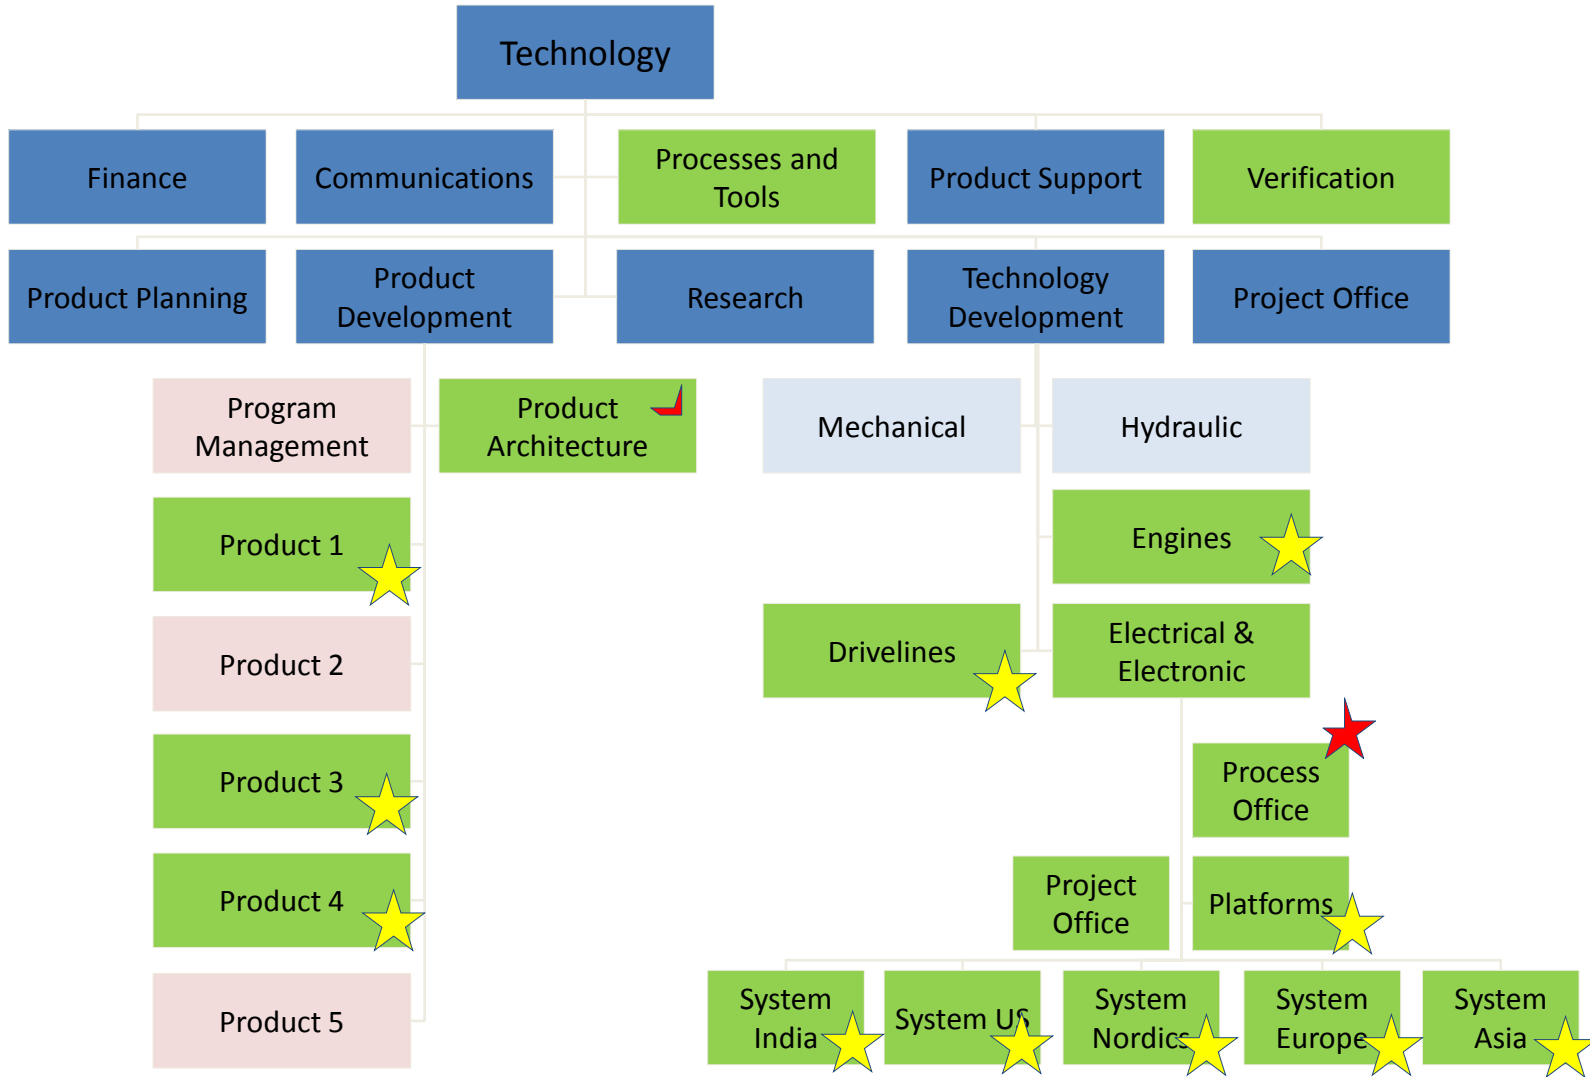 Technology
Finance
Communications
Processes and
Tools
Product Support
Verification
Product Planning
Product
Development
Research
Technology
Development
Project Office
Program
Management
Product
Architecture
Mechanical
Hydraulic
Product 1
Engines
Product 2
Drivelines
Electrical &
Electronic
Product 3
Process
Office
Product 4
Project
Office
Platforms
Product 5
System
India
System US
System
Nordics
System
Europe
System
Asia